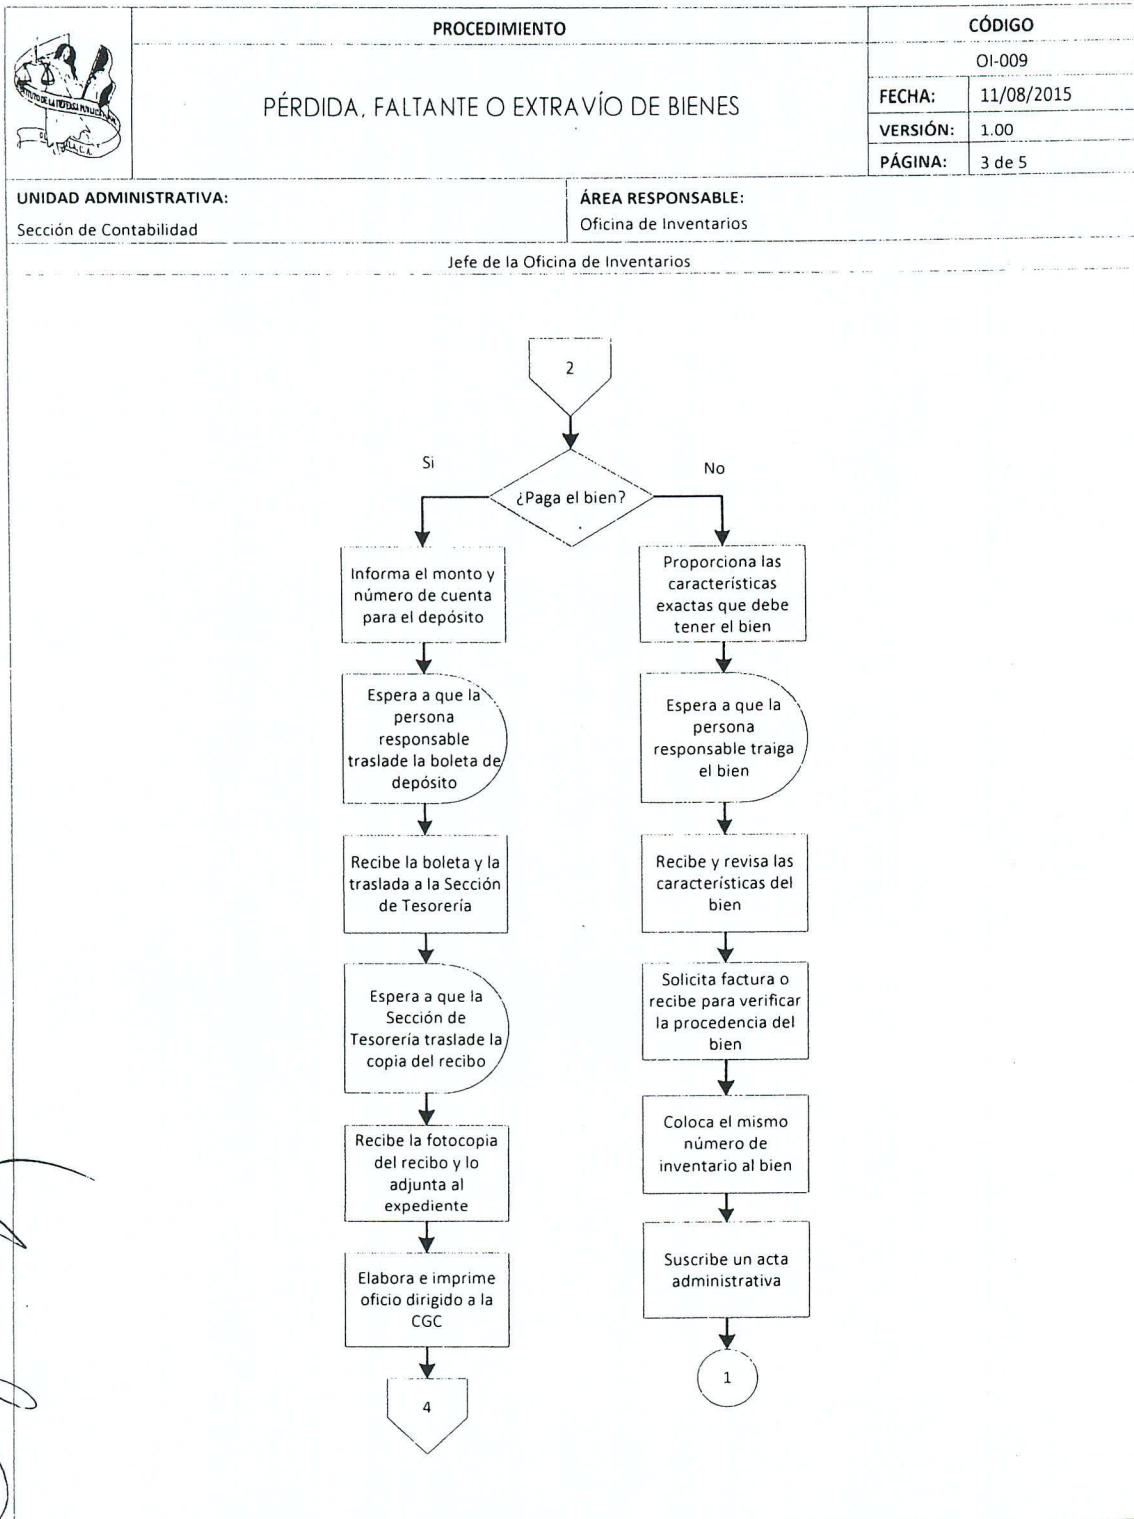 PROCEDIMIENTO
CÓDIGO
PÉRDIDA, FALTANTE O EXTRAVÍO DE BIENES
OI-009
FECHA: 11/08/2015
VERSIÓN: 1.00
PÁGINA: 3 de 5
UNIDAD ADMINISTRATIVA:
Sección de Contabilidad
ÁREA RESPONSABLE:
Oficina de Inventarios
Jefe de la Oficina de Inventarios
2
¿Paga el bien?
Si
No
Informa el monto y
número de cuenta
para el depósito
Espera a que la
persona
responsable
traslade la boleta de
depósito
Recibe la boleta y la
traslada a la Sección
de Tesorería
Espera a que la
Sección de
Tesorería traslade la
copia del recibo
Recibe la fotocopia
del recibo y lo
adjunta al
expediente
Elabora e imprime
oficio dirigido a la
CGC
4
Proporciona las
características
exactas que debe
tener el bien
Espera a que la
persona
responsable traiga
el bien
Recibe y revisa las
características del
bien
Solicita factura o
recibe para verificar
la procedencia del
bien
Coloca el mismo
número de
inventario al bien
Suscribe un acta
administrativa
1